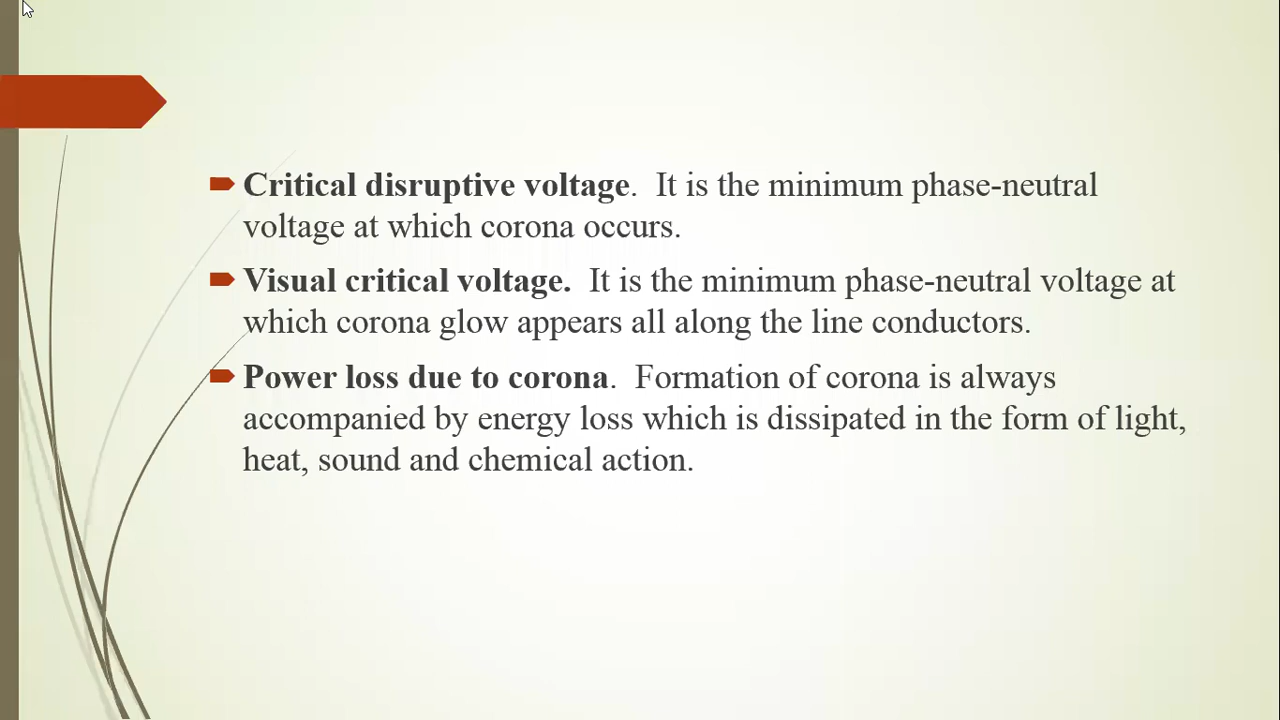 Critical disruptive voltage.  It is the minimum phase-neutral
voltage at which corona occurs.
Visual critical voltage.  It is the minimum phase-neutral voltage at
which corona glow appears all along the line conductors.
Power loss due to corona.  Formation of corona is always
accompanied by energy loss which is dissipated in the form of light,
heat, sound and chemical action.